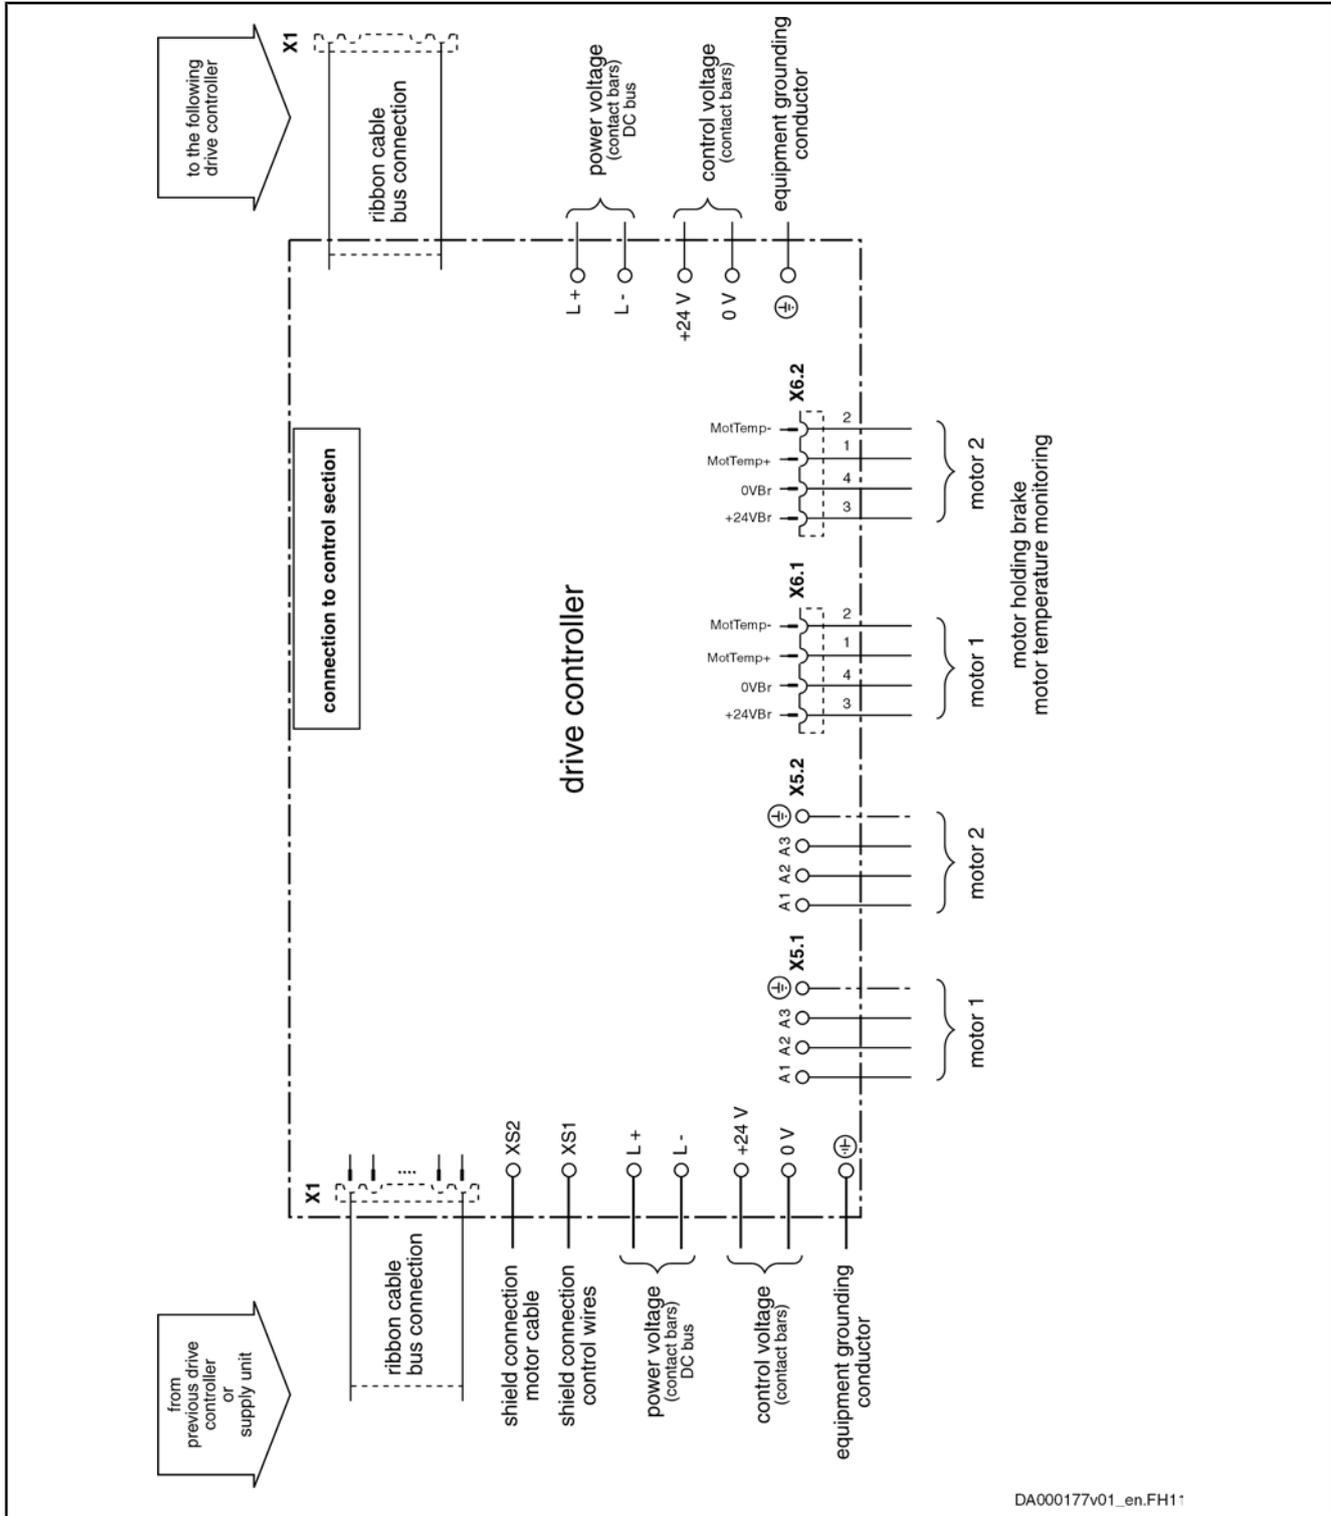 to the following
drive controller
X1
ribbon cable
bus connection
power voltage
(contact bars)
DC bus
control voltage
(contact bars)
equipment grounding
conductor
L +
L -
+24 V
0 V
connection to control section
drive controller
X6.2
MotTemp-
MotTemp+
0VBr
+24VBr
2
1
4
3
motor 2
X6.1
MotTemp-
MotTemp+
0VBr
+24VBr
2
1
4
3
motor 1
motor holding brake
motor temperature monitoring
X5.2
A3
A2
A1
motor 2
X5.1
A3
A2
A1
motor 1
X1
....
XS2
XS1
L +
L -
+24 V
0 V
from
previous drive
controller
or
supply unit
ribbon cable
bus connection
shield connection
motor cable
shield connection
control wires
power voltage
(contact bars)
DC bus
control voltage
(contact bars)
equipment grounding
conductor
DA000177v01_en.FH11